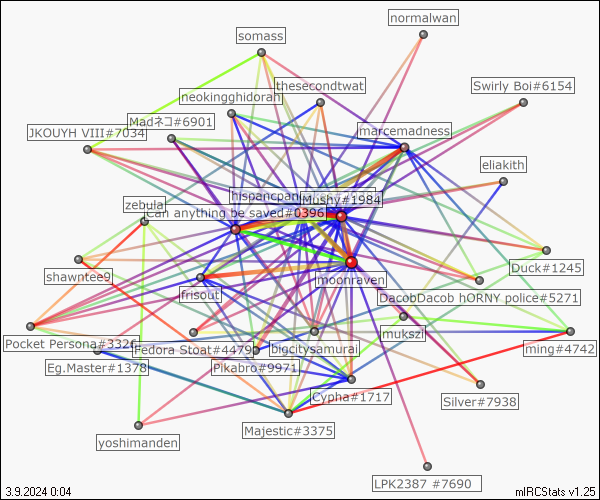 normalwan
somass
thesecondtwat
Swirly Boi#6154
neokingghidorah
Madネコ#6901
JKOUYH VIII#7034
marcemadness
eliakith
hispancpan
Mushy#1984
zebula
Can anything be saved#0396
Duck#1245
shawntee9
moonraven
frisout
DacobDacob hORNY police#5271
jmukszi
Pocket Persona#3326
Fedora Stoat#4479
bigcitysamurai
ming#4742
Eg.Master#1378
Pikabro#9971
Cypha#1717
Silver#7938
Majestic#3375
yoshimanden
LPK2387 #7690
3.9.2024 0:04
mIRCStats v1.25